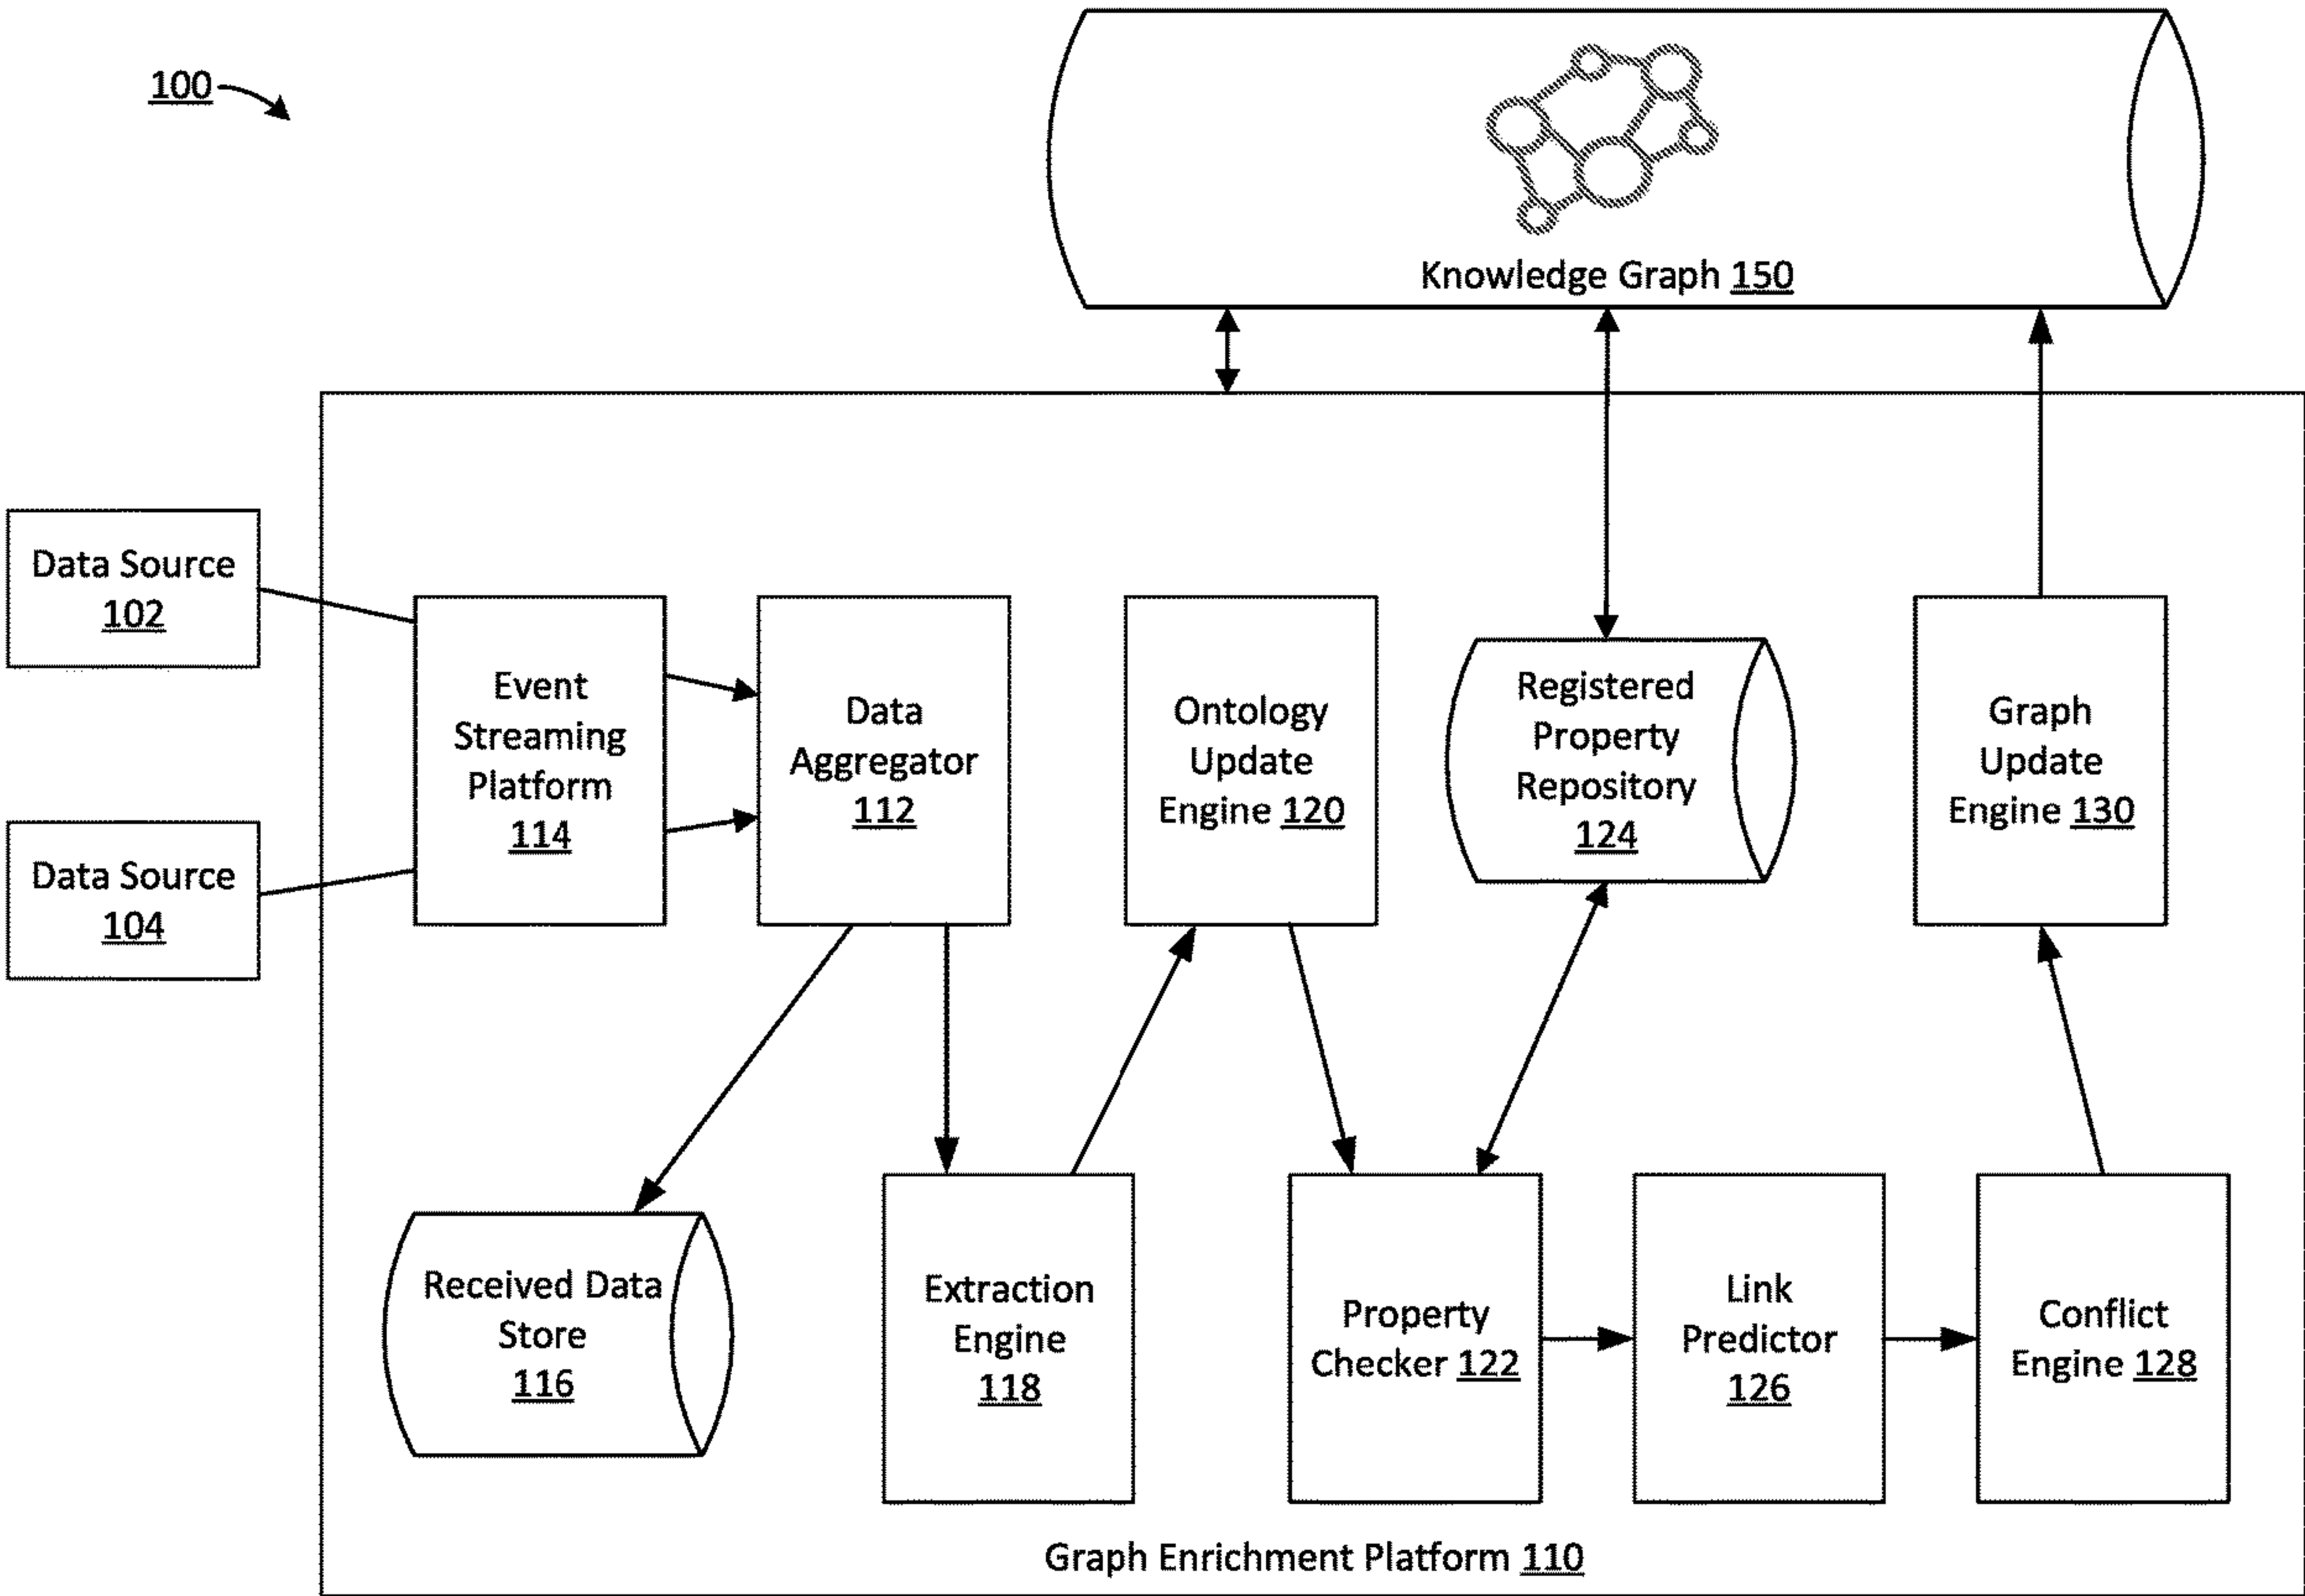 100
Knowledge Graph 150
Data Source
102
Data Source
104
Event
Streaming
Platform
114
Data
Aggregator
112
Ontology
Update
Engine 120
Registered
Property
Repository
124
Graph
Update
Engine 130
Received Data
Store
116
Extraction
Engine
118
Property
Checker 122
Link
Predictor
126
Conflict
Engine 128
Graph Enrichment Platform 110